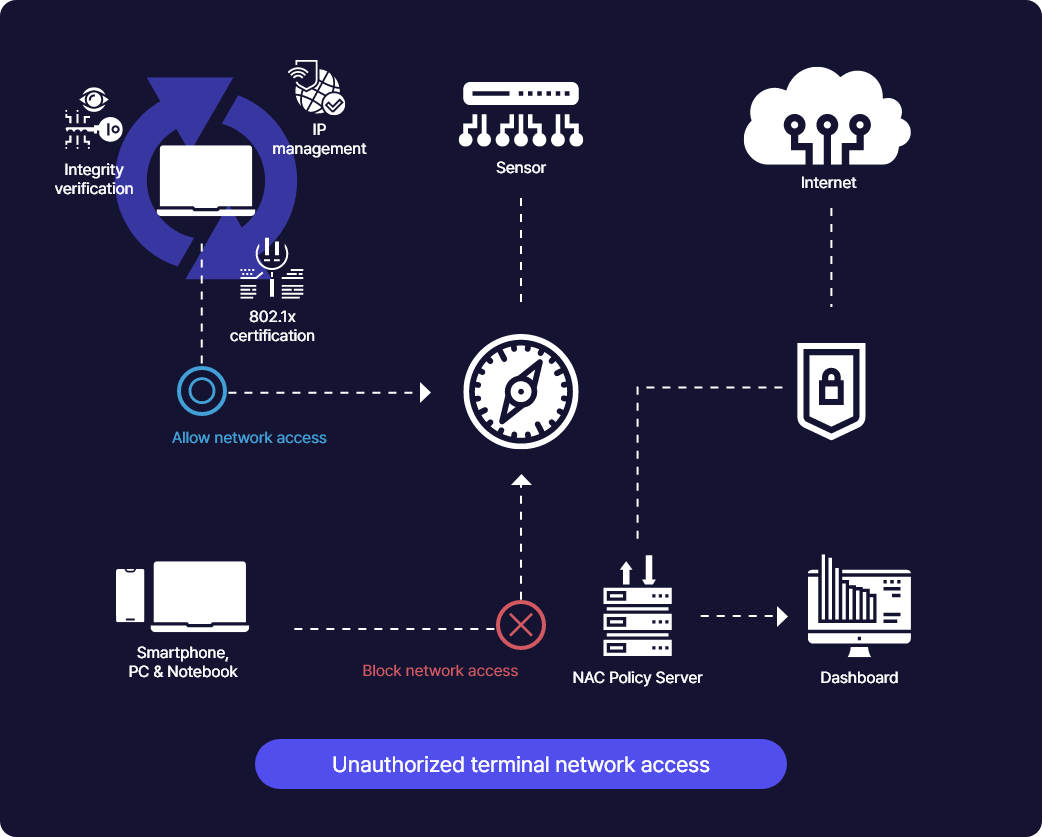 IP
management
Integrity
verification
Sensor
Internet
802.1x
certification
Allow network access
Smartphone,
PC & Notebook
Block network access
NAC Policy Server
Dashboard
Unauthorized terminal network access